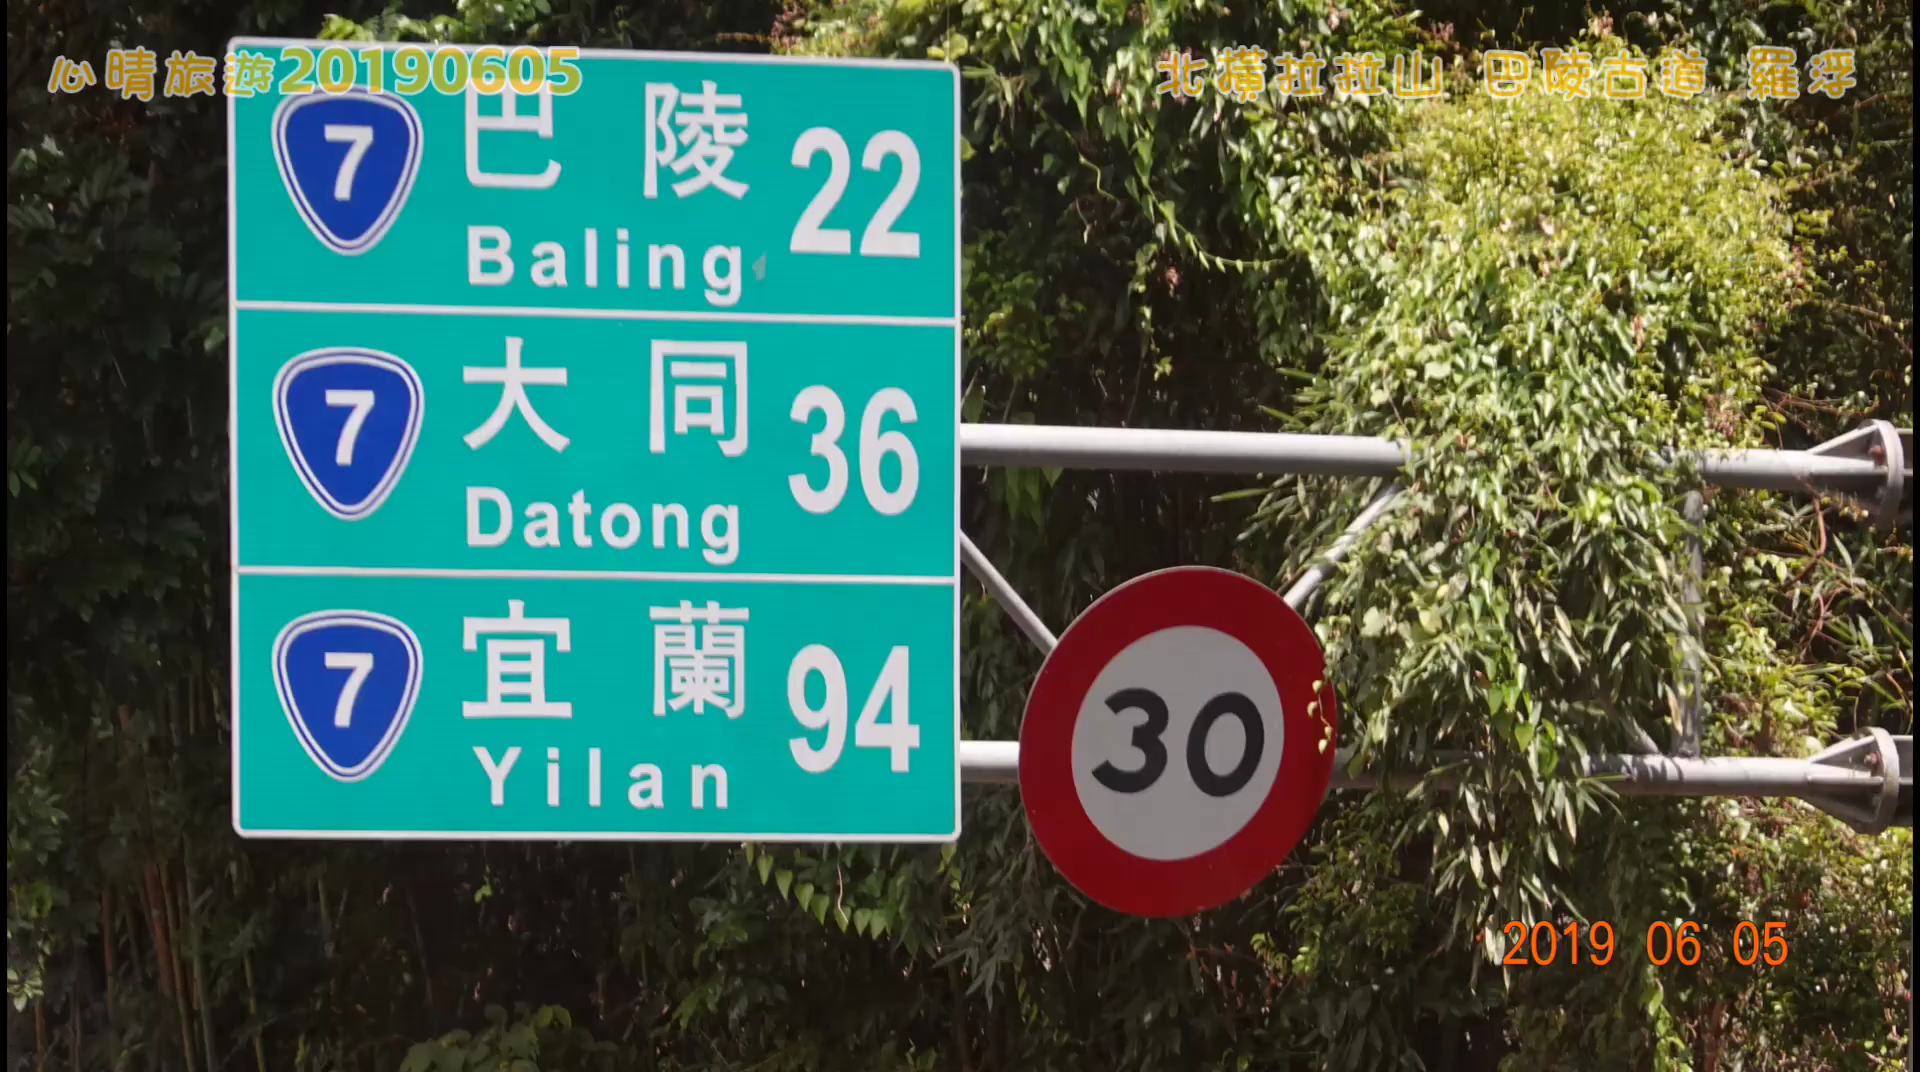 心晴旅遊20190605
北橫拉拉山 巴陵古道 羅浮
7 巴陵 22
Baling
7 大同 36
Datong
7 宜蘭 94
Yilan
30
2019 06 05